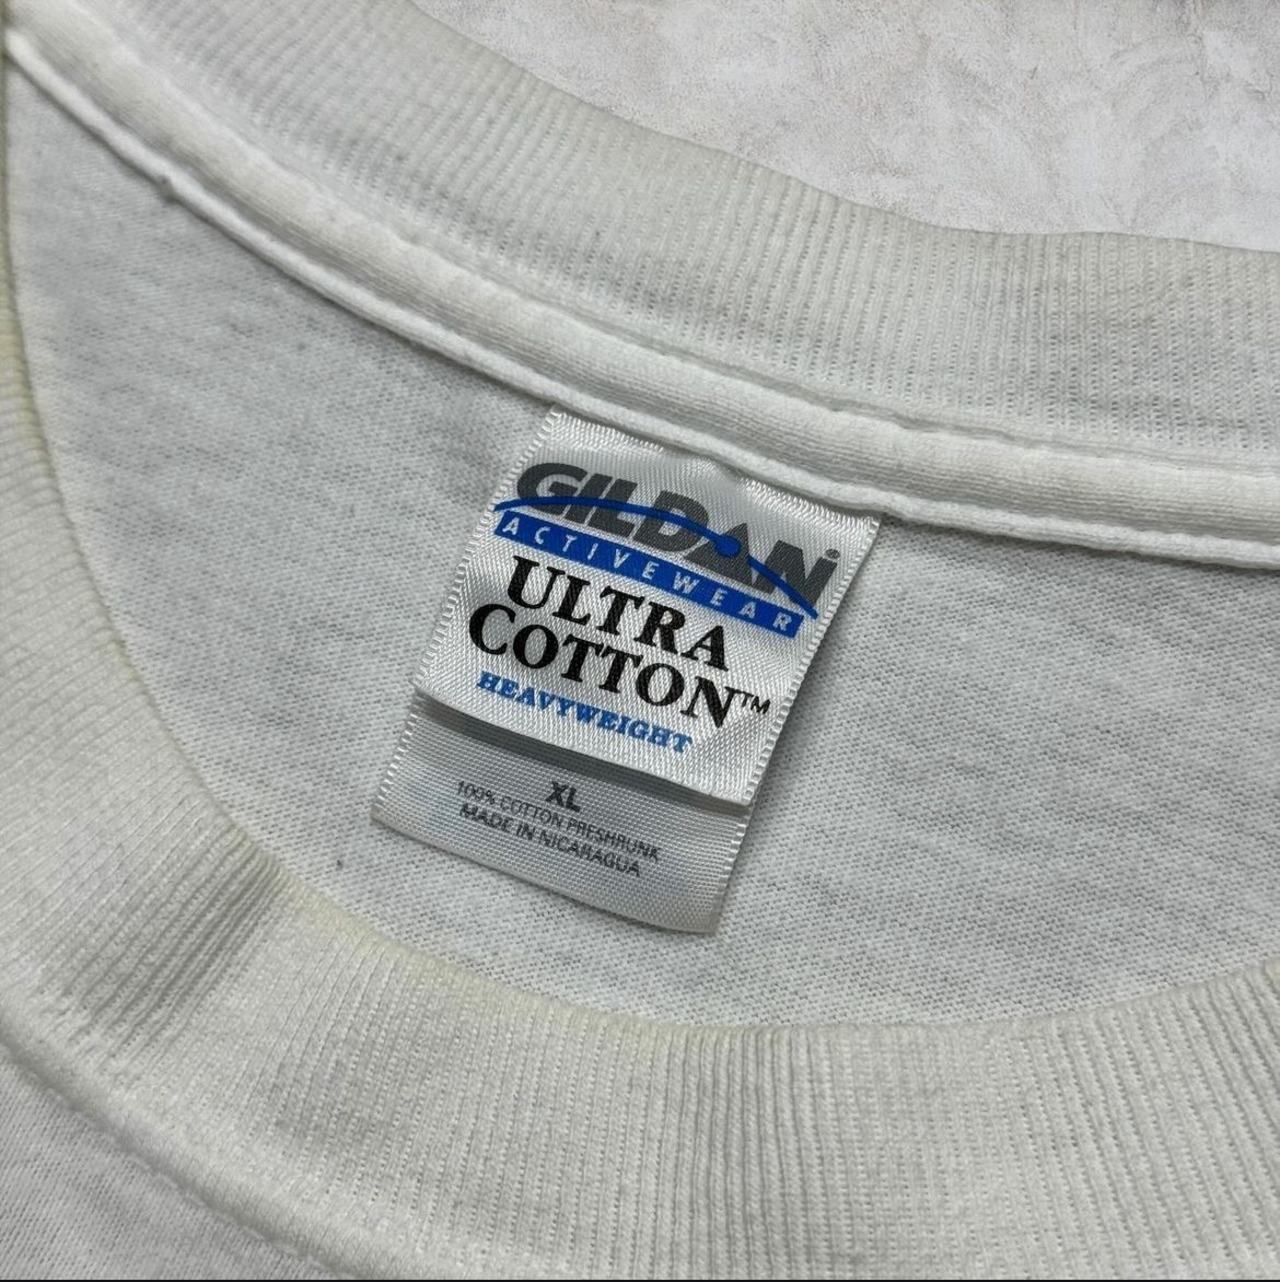 GILDAN
ACTIVEWEAR
ULTRA
COTTON™
HEAVYWEIGHT
XL
100% COTTON PRESHRUNK
MADE IN NICARAGUA